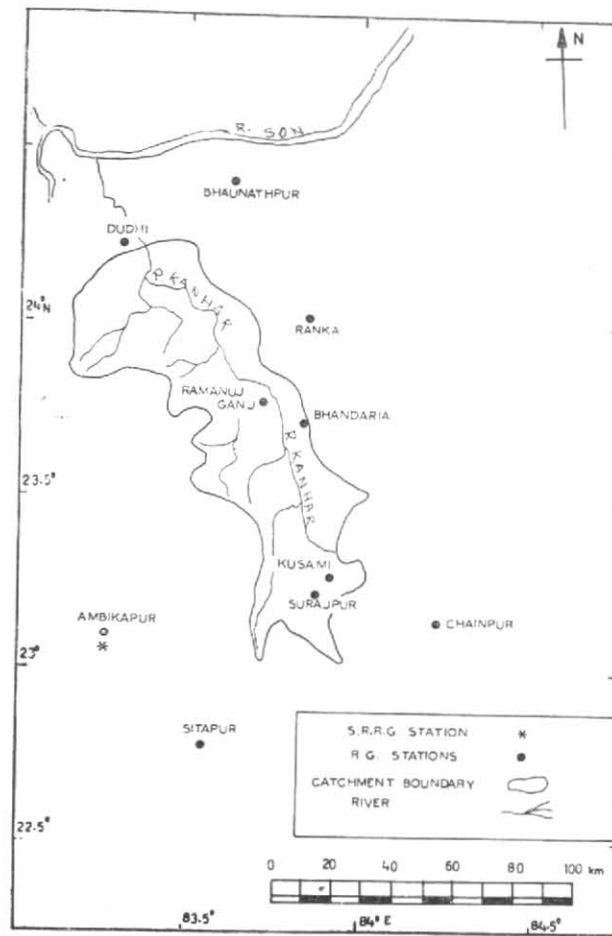 N
R. SON
BHAUNATHPUR
DUDHI
R KANHAR
24°N
RANKA
RAMANUJ
GANJ
BHANDARIA
R KANHAR
23.5°
KUSAMI
SURAJPUR
AMBIKAPUR
CHAINPUR
23°
SITAPUR
S.R.R.G. STATION
R.G. STATIONS
CATCHMENT BOUNDARY
RIVER
22.5°
0 20 40 60 80 100 km
83.5° 84° E 84.5°